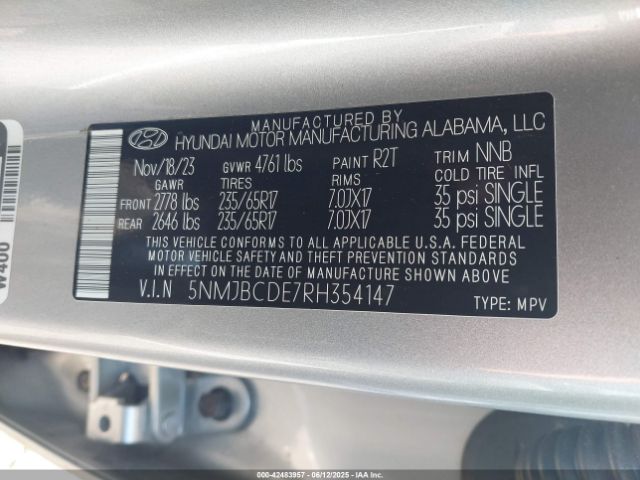 MANUFACTURED BY
HYUNDAI MOTOR MANUFACTURING ALABAMA, LLC
Nov/18/23 GVWR 4761 lbs PAINT R2T TRIM NNB
GAWR TIRES RIMS COLD TIRE INFL
FRONT 2778 lbs 235/65R17 7.0JX17 35 psi SINGLE
REAR 2646 lbs 235/65R17 7.0JX17 35 psi SINGLE
THIS VEHICLE CONFORMS TO ALL APPLICABLE U.S.A. FEDERAL
MOTOR VEHICLE SAFETY AND THEFT PREVENTION STANDARDS
IN EFFECT ON THE DATE OF MANUFACTURE SHOWN ABOVE.
V.I.N 5NMJBCDE7RH354147 TYPE: MPV
W400
000-42483957 - 06/12/2025 - IAAI.COM